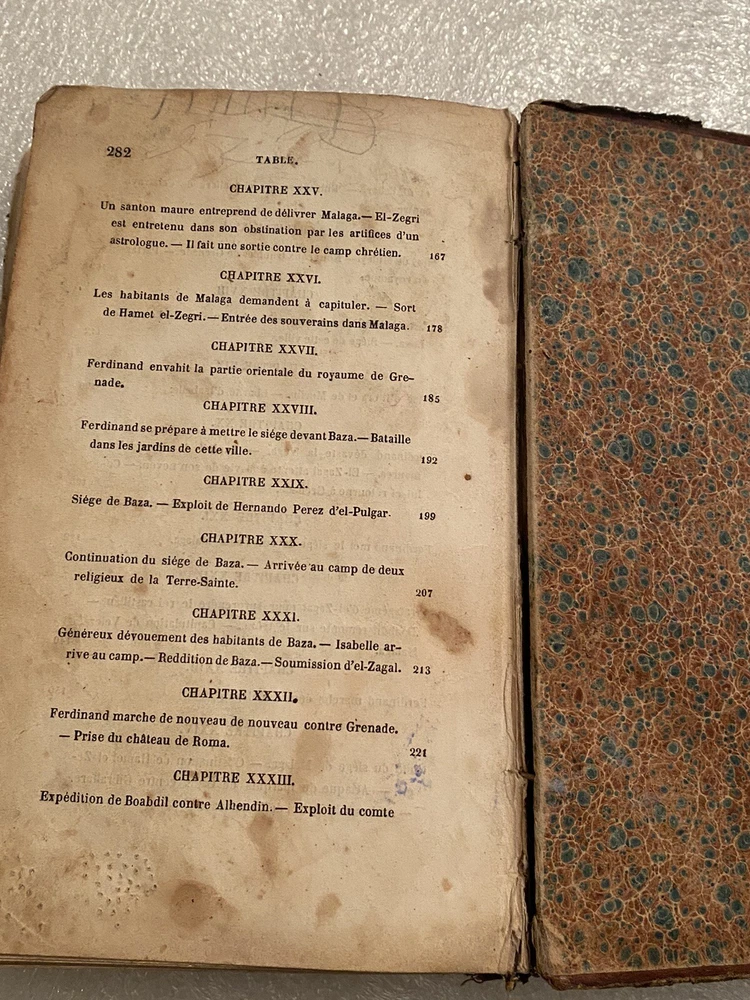 282
TABLE.
CHAPITRE XXV.
Un santon maure entreprend de délivrer Malaga.— El-Zegri
est entretenu dans son obstination par les artifices d'un
astrologue. — Il fait une sortie contre le camp chrétien. 167
CHAPITRE XXVI.
Les habitants de Malaga demandent à capituler. — Sort
de Hamet el-Zegri.— Entrée des souverains dans Malaga. 178
CHAPITRE XXVII.
Ferdinand envahit la partie orientale du royaume de Gre-
nade. 185
CHAPITRE XXVIII.
Ferdinand se prépare à mettre le siége devant Baza.— Bataille
dans les jardins de cette ville. 192
CHAPITRE XXIX.
Siége de Baza. — Exploit de Hernando Perez d'el-Pulgar. 199
CHAPITRE XXX.
Continuation du siége de Baza. — Arrivée au camp de deux
religieux de la Terre-Sainte. 207
CHAPITRE XXXI.
Généreux dévouement des habitants de Baza. — Isabelle ar-
rive au camp.— Reddition de Baza.— Soumission d'el-Zagal. 213
CHAPITRE XXXII.
Ferdinand marche de nouveau de nouveau contre Grenade.
— Prise du château de Roma. 221
CHAPITRE XXXIII.
Expédition de Boabdil contre Alhendin.— Exploit du comte